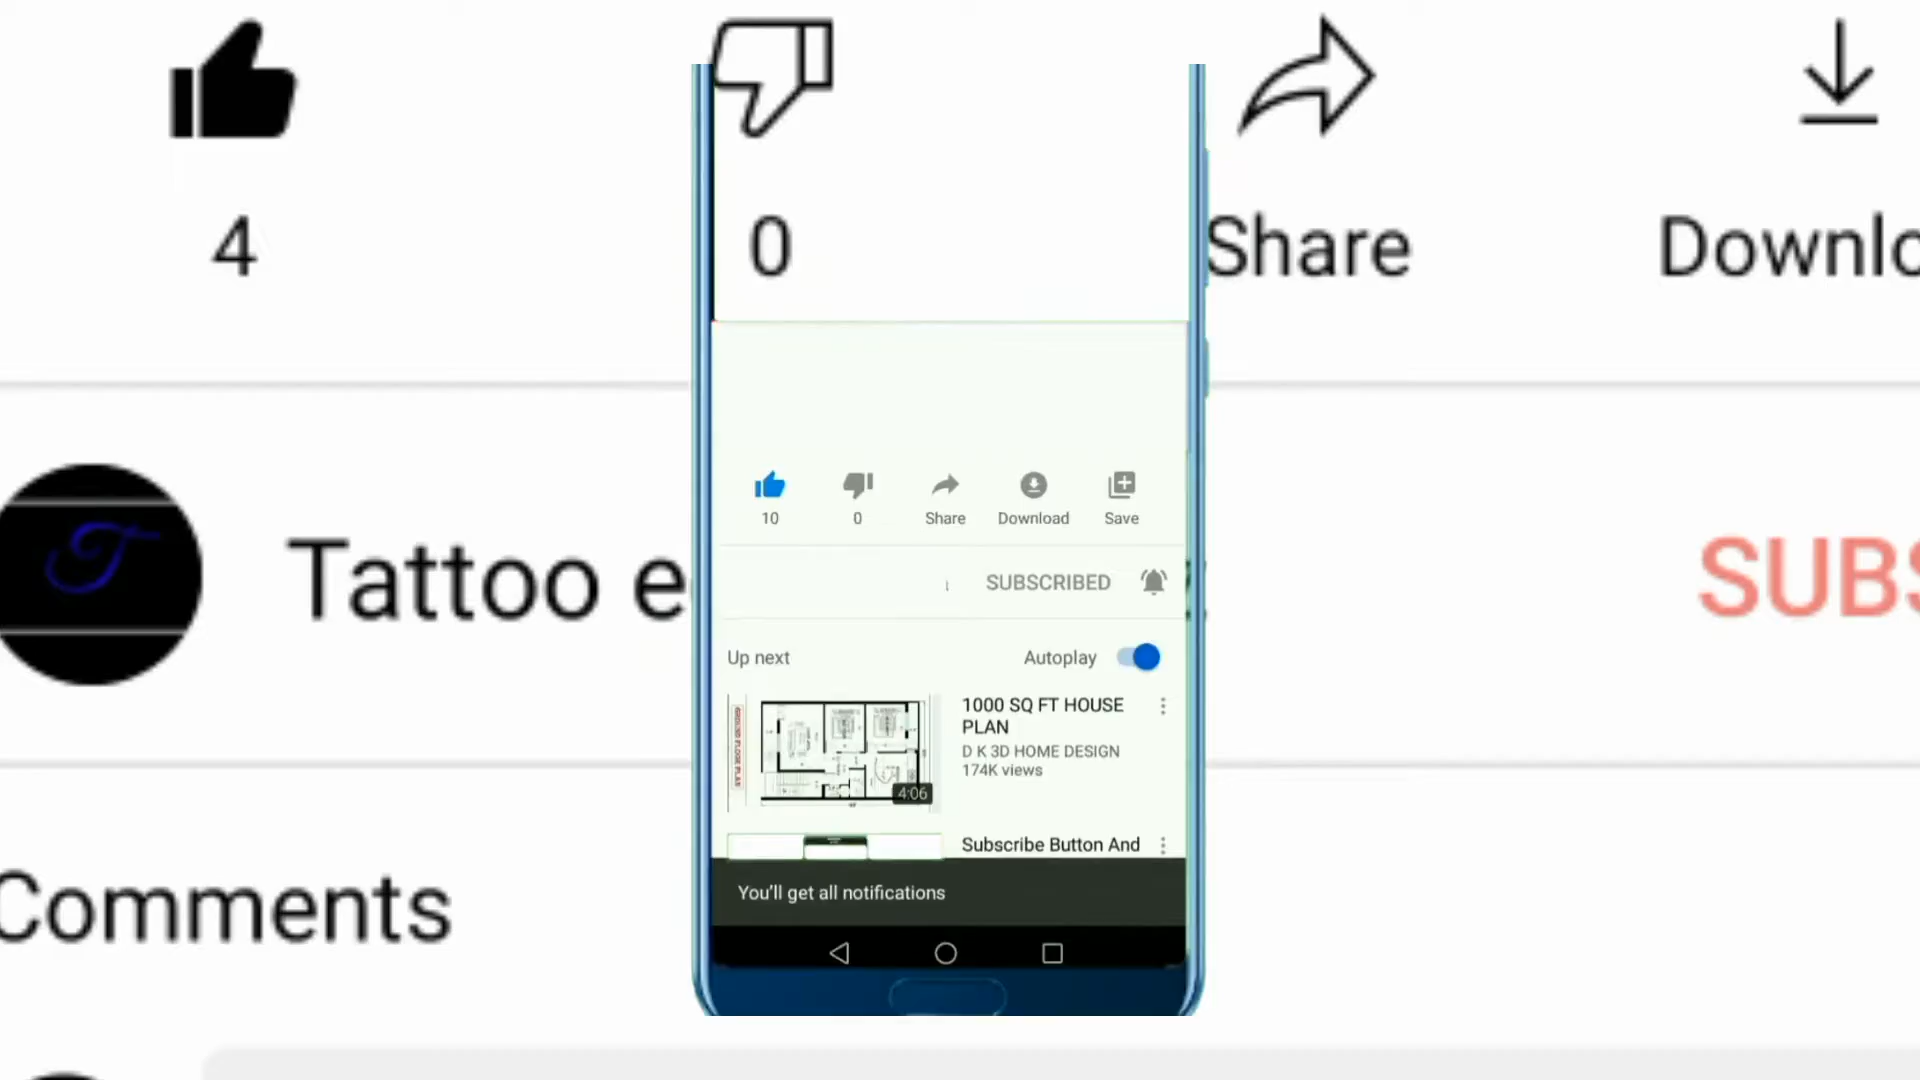 4
0
Share
Downlo
10
0
Share
Download
Save
Tattoo e
SUBSCRIBED
SUBS
Up next
Autoplay
1000 SQ FT HOUSE
PLAN
D K 3D HOME DESIGN
174K views
4:06
Subscribe Button And
Comments
You'll get all notifications